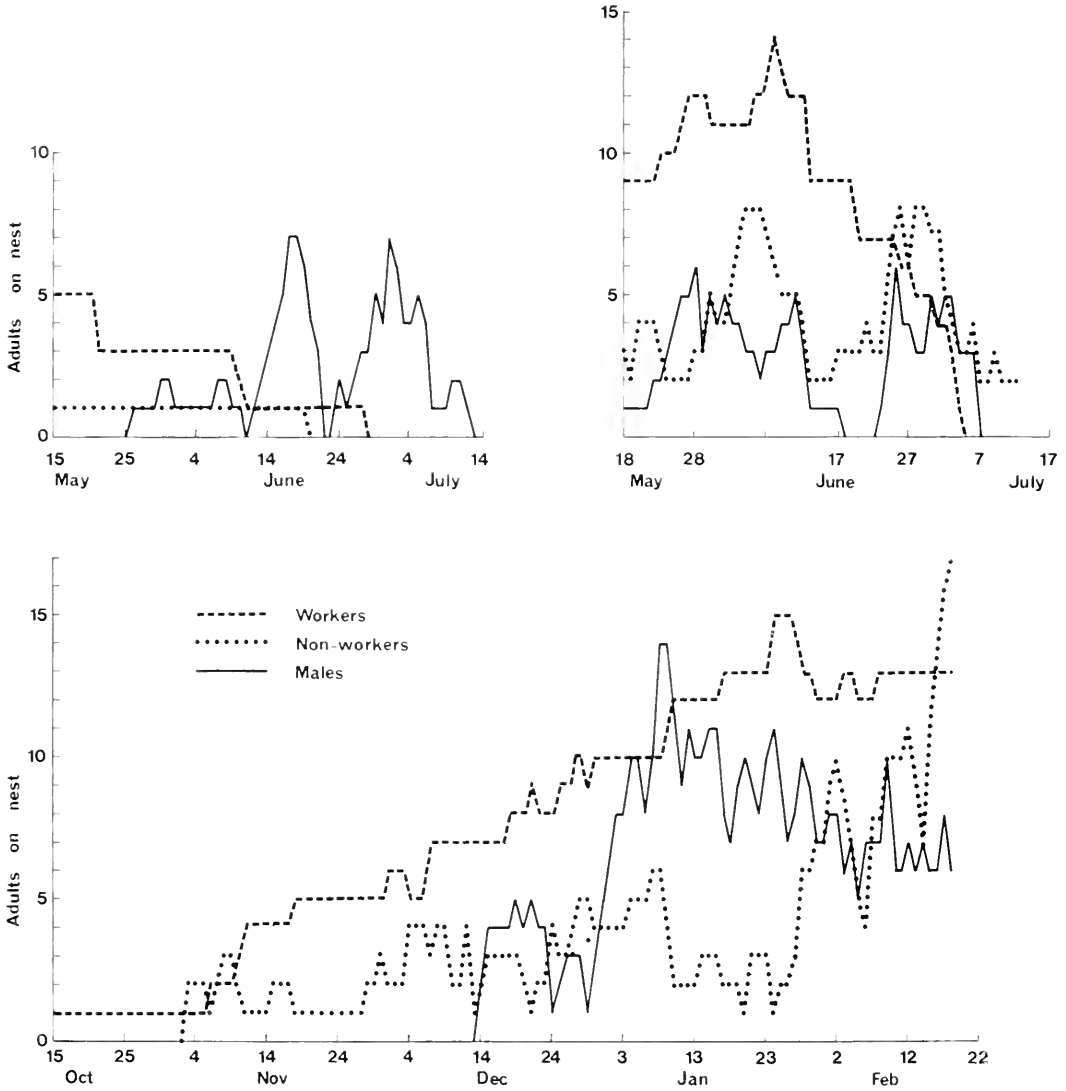 Adults on nest
10
5
0
15 25 4 14 24 4 14
May June July
15
10
5
18 28 17 27 7 17
May June July
Adults on nest
15
10
5
0
Workers
Non-workers
Males
15 25 4 14 24 4 14 24 3 13 23 2 12 22
Oct Nov Dec Jan Feb